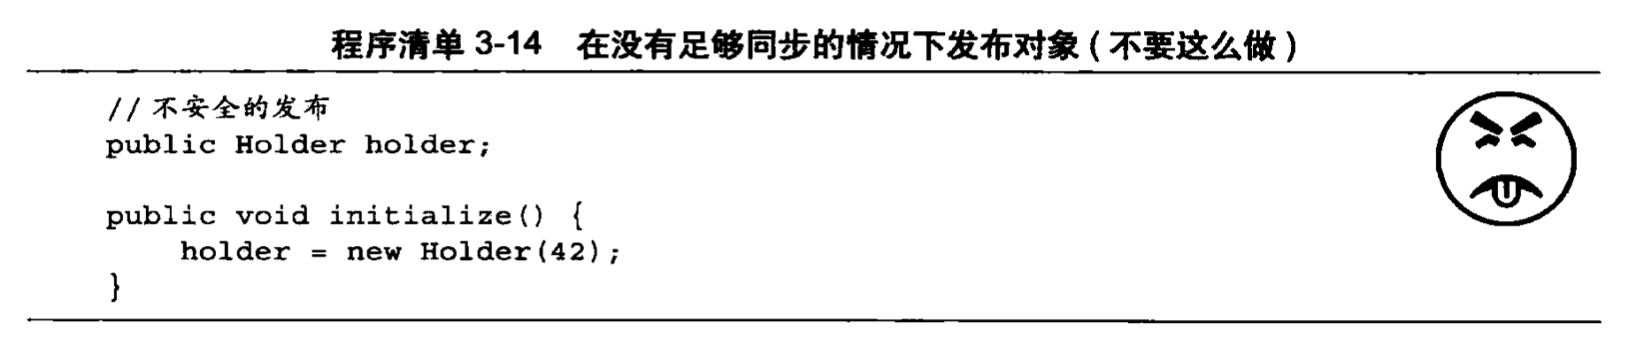 程序清单 3-14 在没有足够同步的情况下发布对象 ( 不要这么做 )
// 不安全的发布
public Holder holder;
public void initialize() {
    holder = new Holder(42);
}